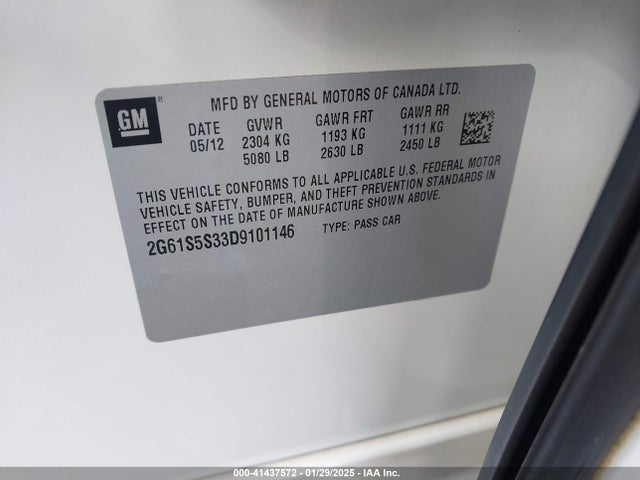 GM
MFD BY GENERAL MOTORS OF CANADA LTD.
DATE GVWR GAWR FRT GAWR RR
05/12 2304 KG 1193 KG 1111 KG
5080 LB 2630 LB 2450 LB
THIS VEHICLE CONFORMS TO ALL APPLICABLE U.S. FEDERAL MOTOR
VEHICLE SAFETY, BUMPER, AND THEFT PREVENTION STANDARDS IN
EFFECT ON THE DATE OF MANUFACTURE SHOWN ABOVE.
2G61S5S33D9101146 TYPE: PASS CAR
000-41437572 - 01/29/2025 - IAA Inc.